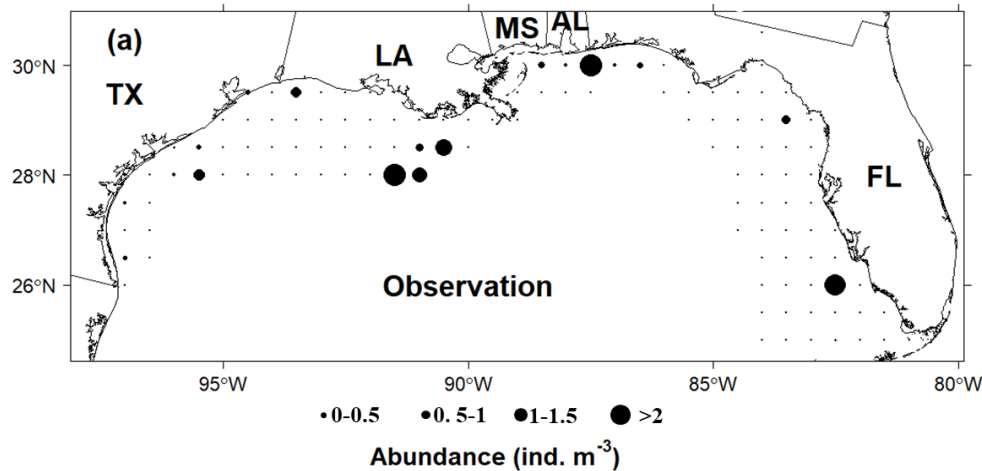 (a)
MS AL
LA
30°N
TX
28°N
FL
26°N
Observation
95°W 90°W 85°W 80°W
0-0.5 0. 5-1 1-1.5 >2
Abundance (ind. m⁻³)